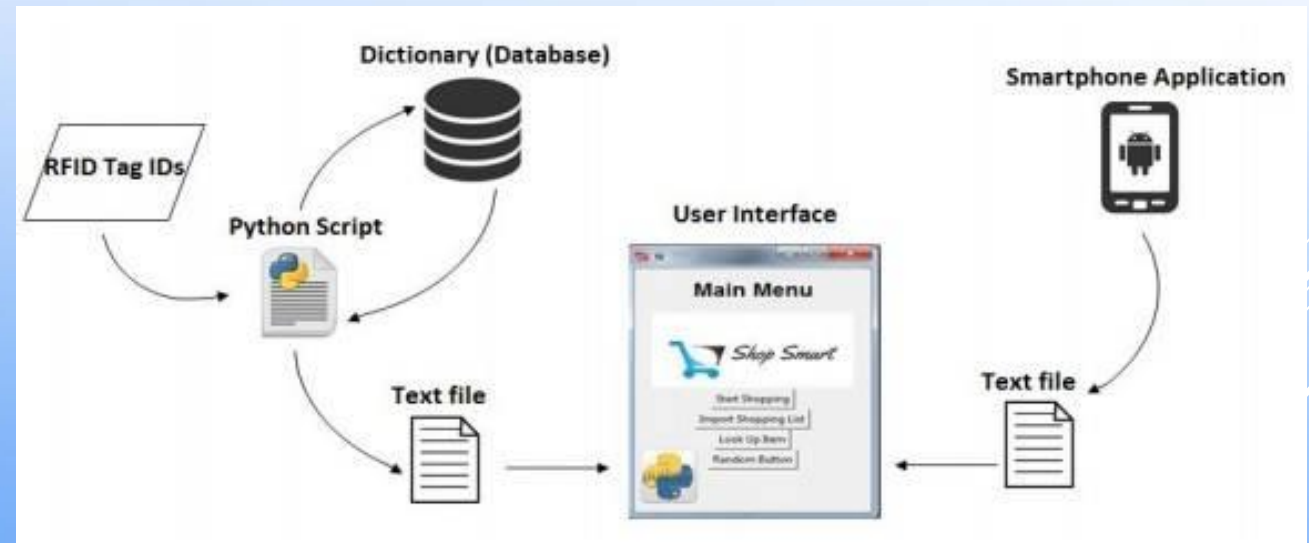 Dictionary (Database)
Smartphone Application
RFID Tag IDs
Python Script
User Interface
Main Menu
Shop Smart
Start Shopping
Import Shopping List
Look Up Item
Random Button
Text file
Text file